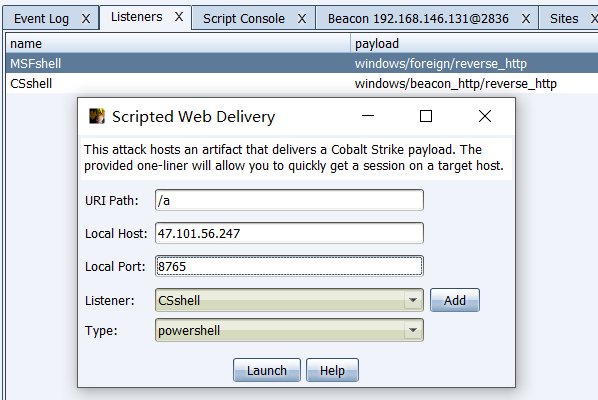 Event Log X Listeners X Script Console X Beacon 192.168.146.131@2836 X Sites X
name payload
MSFshell windows/foreign/reverse_http
CSshell windows/beacon_http/reverse_http
Scripted Web Delivery
This attack hosts an artifact that delivers a Cobalt Strike payload. The
provided one-liner will allow you to quickly get a session on a target host.
URI Path: /a
Local Host: 47.101.56.247
Local Port: 8765
Listener: CSshell Add
Type: powershell
Launch Help